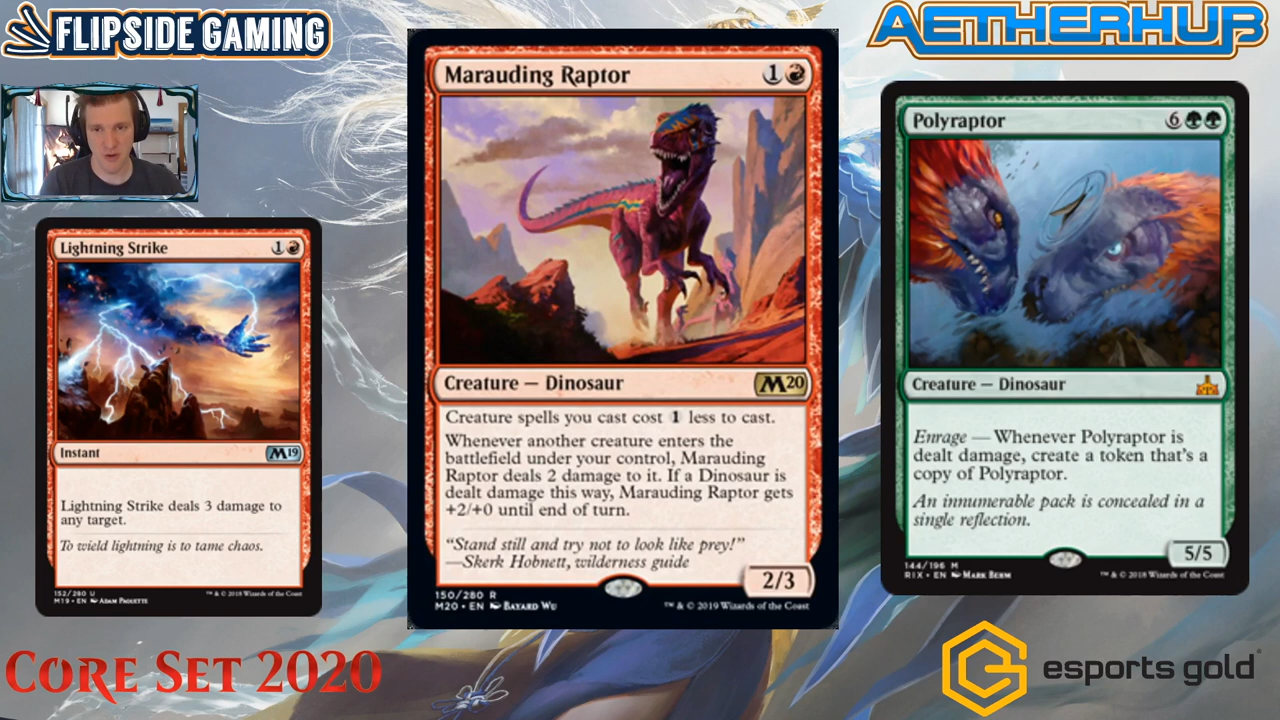 FLIPSIDE GAMING
AETHERHUB
Lightning Strike 1
Instant
M19
Lightning Strike deals 3 damage to
any target.
To wield lightning is to tame chaos.
152/280 U
M19 • EN Adam Paquette
™ & © 2018 Wizards of the Coast
Marauding Raptor 1
Creature — Dinosaur
M20
Creature spells you cast cost 1 less to cast.
Whenever another creature enters the
battlefield under your control, Marauding
Raptor deals 2 damage to it. If a Dinosaur is
dealt damage this way, Marauding Raptor gets
+2/+0 until end of turn.
“Stand still and try not to look like prey!”
—Skerk Hobnett, wilderness guide
2/3
150/280 R
M20 • EN Bayard Wu
™ & © 2019 Wizards of the Coast
Polyraptor 6
Creature — Dinosaur
Enrage — Whenever Polyraptor is
dealt damage, create a token that’s a
copy of Polyraptor.
An innumerable pack is concealed in a
single reflection.
5/5
144/196 M
RIX • EN Mark Behm
™ & © 2018 Wizards of the Coast
Core Set 2020
esports gold